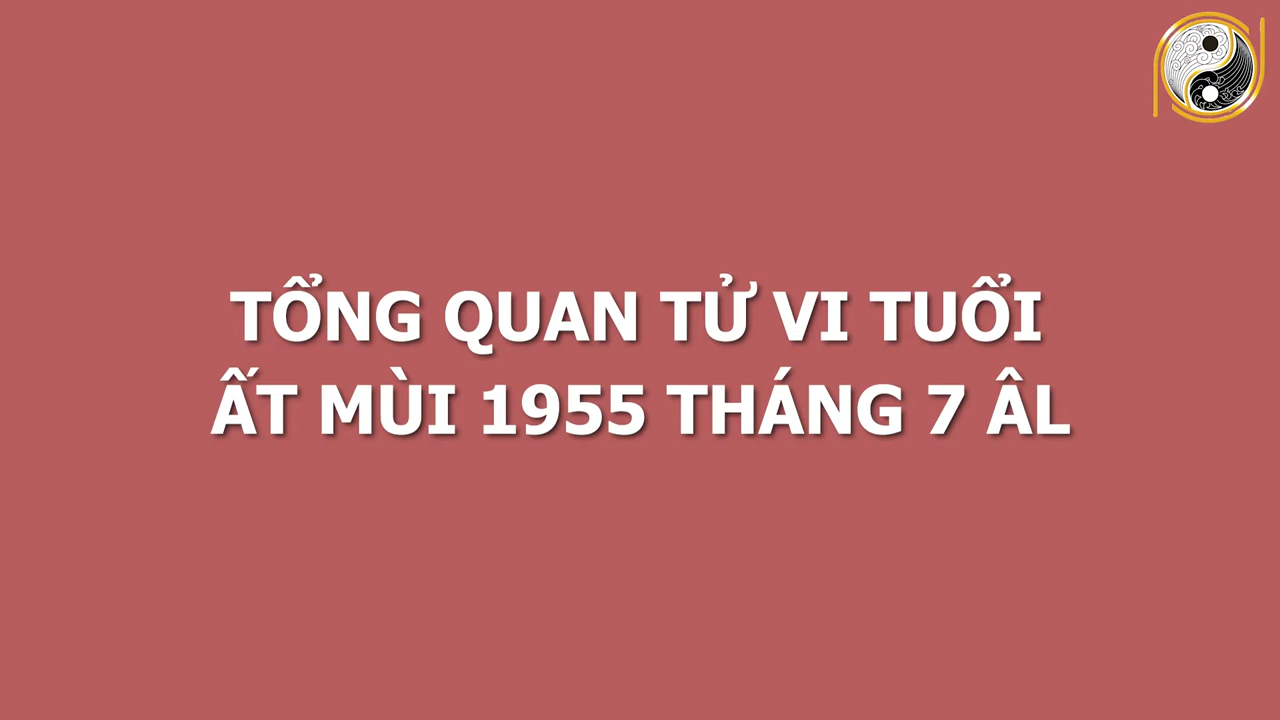 TỔNG QUAN TỬ VI TUỔI
ẤT MÙI 1955 THÁNG 7 ÂL